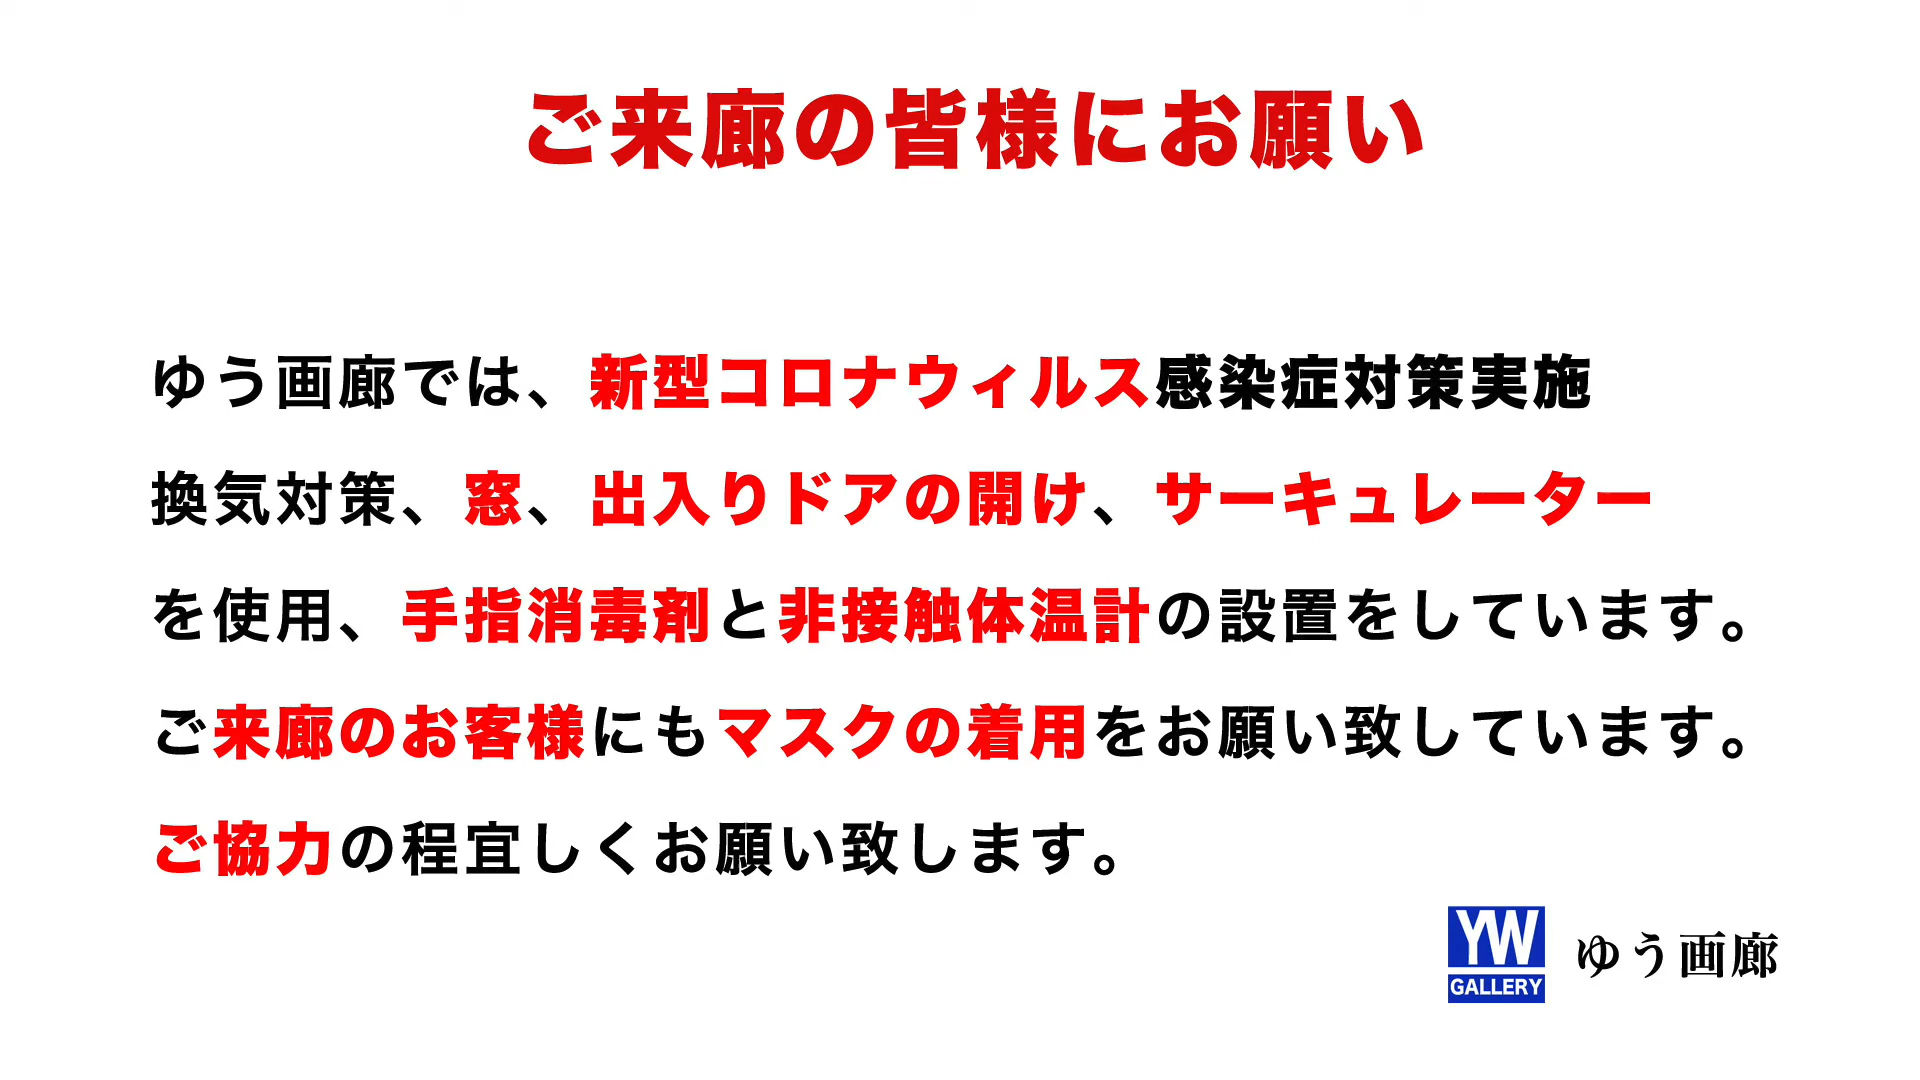 ご来廊の皆様にお願い
ゆう画廊では、新型コロナウィルス感染症対策実施
換気対策、窓、出入りドアの開け、サーキュレーター
を使用、手指消毒剤と非接触体温計の設置をしています。
ご来廊のお客様にもマスクの着用をお願い致しています。
ご協力の程宜しくお願い致します。
YW
GALLERY
ゆう画廊